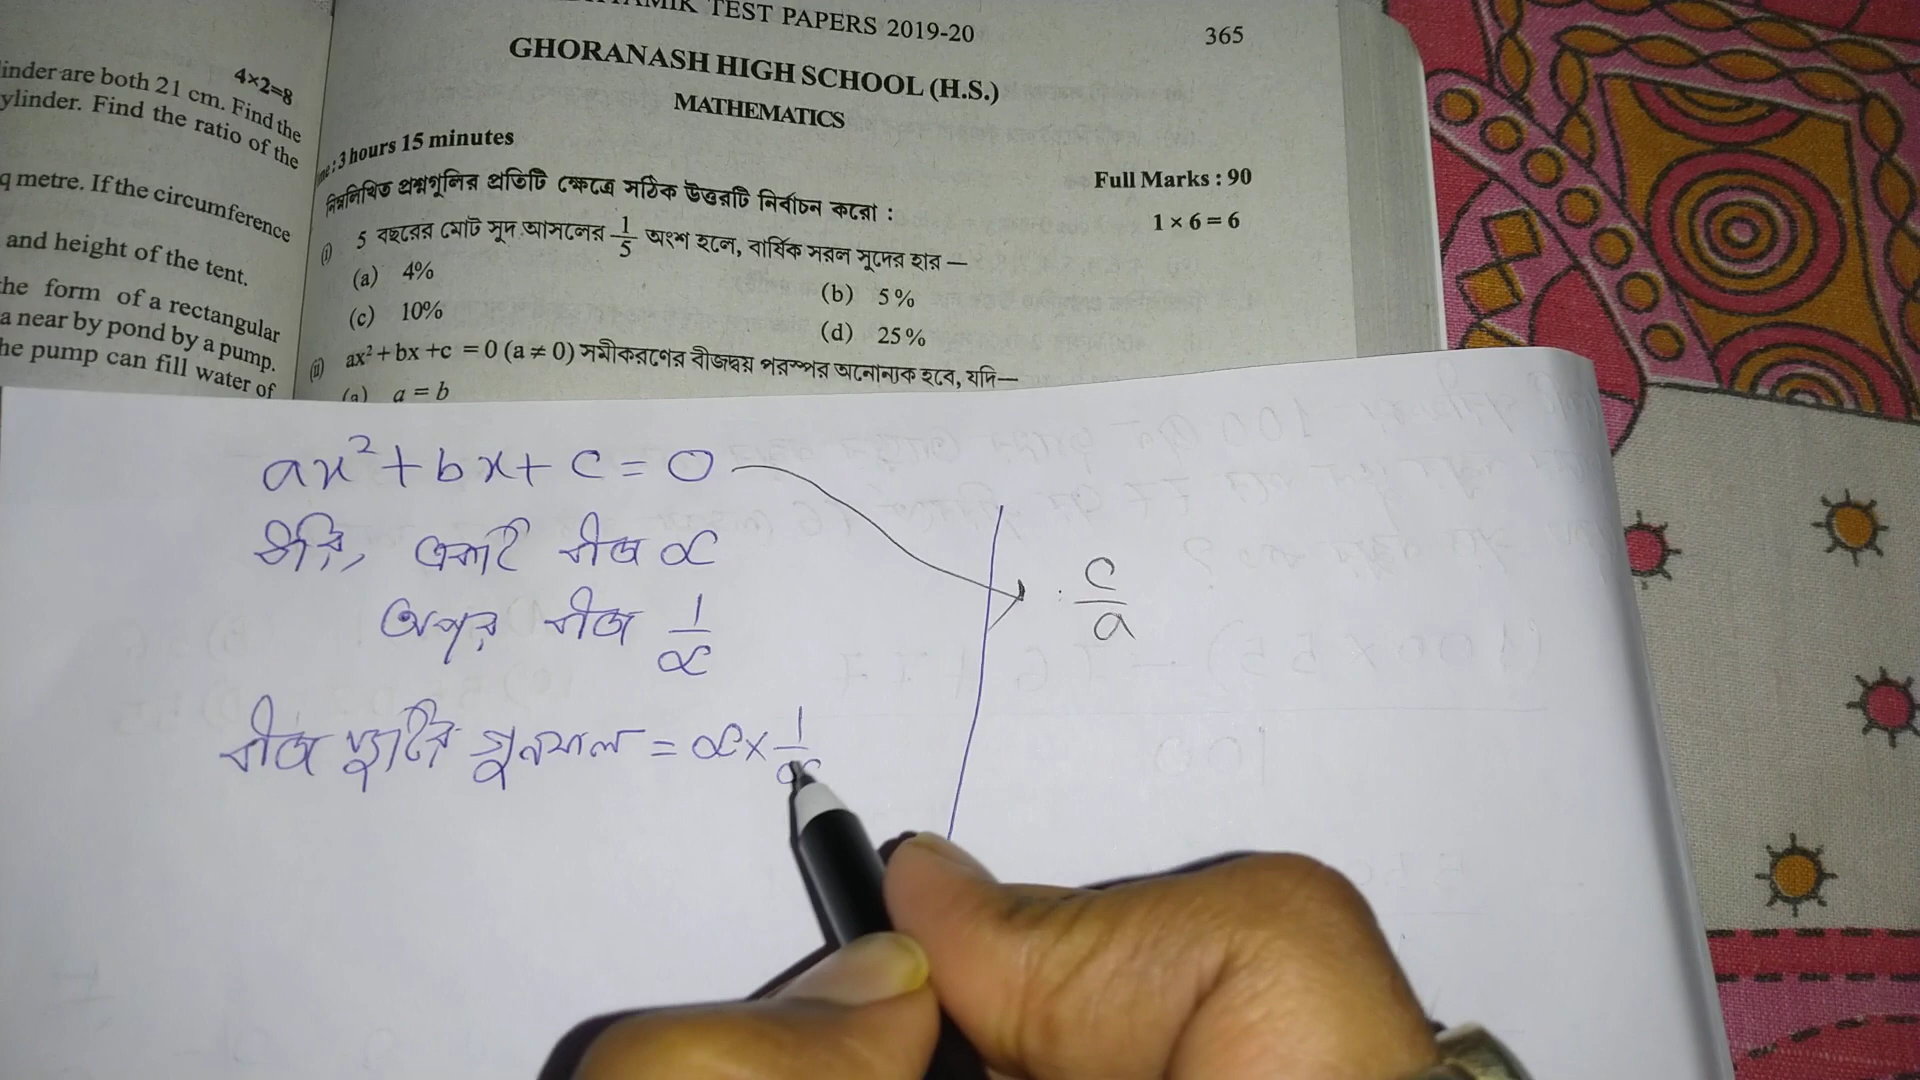 TEST PAPERS 2019-20
365
GHORANASH HIGH SCHOOL (H.S.)
MATHEMATICS
3 hours 15 minutes
Full Marks : 90
নিম্নলিখিত প্রশ্নগুলির প্রতিটি ক্ষেত্রে সঠিক উত্তরটি নির্বাচন করো :
1 × 6 = 6
(i) 5 বছরের মোট সুদ আসলের 1/5 অংশ হলে, বার্ষিক সরল সুদের হার —
(a) 4%
(b) 5%
(c) 10%
(d) 25%
(ii) ax² + bx +c = 0 (a ≠ 0) সমীকরণের বীজদ্বয় পরস্পর অনোন্যক হবে, যদি—
(a) a = b
4×2=8
inder are both 21 cm. Find the
ylinder. Find the ratio of the
q metre. If the circumference
and height of the tent.
he form of a rectangular
a near by pond by a pump.
he pump can fill water of
ax² + bx + c = 0
ধরি, একটি বীজ α
অপর বীজ 1/α
বীজ দুটির গুনফল = α × 1/α
c/a